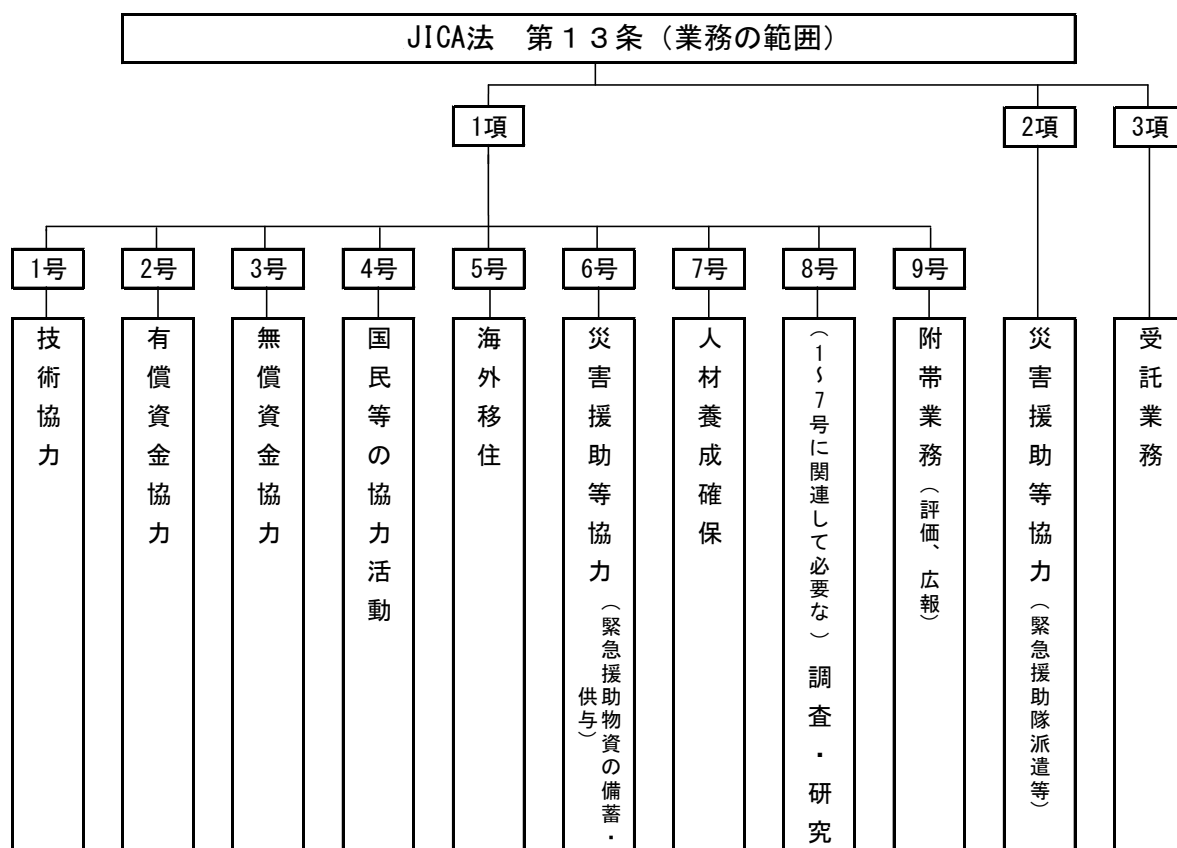 JICA法　第１３条（業務の範囲）
1項
2項
3項
1号
2号
3号
4号
5号
6号
7号
8号
9号
技術協力
有償資金協力
無償資金協力
国民等の協力活動
海外移住
災害援助等協力（緊急援助物資の備蓄・
供与）
人材養成確保
（1～7号に関連して必要な）調査・研究
附帯業務（評価、広報）
災害援助等協力（緊急援助隊派遣等）
受託業務